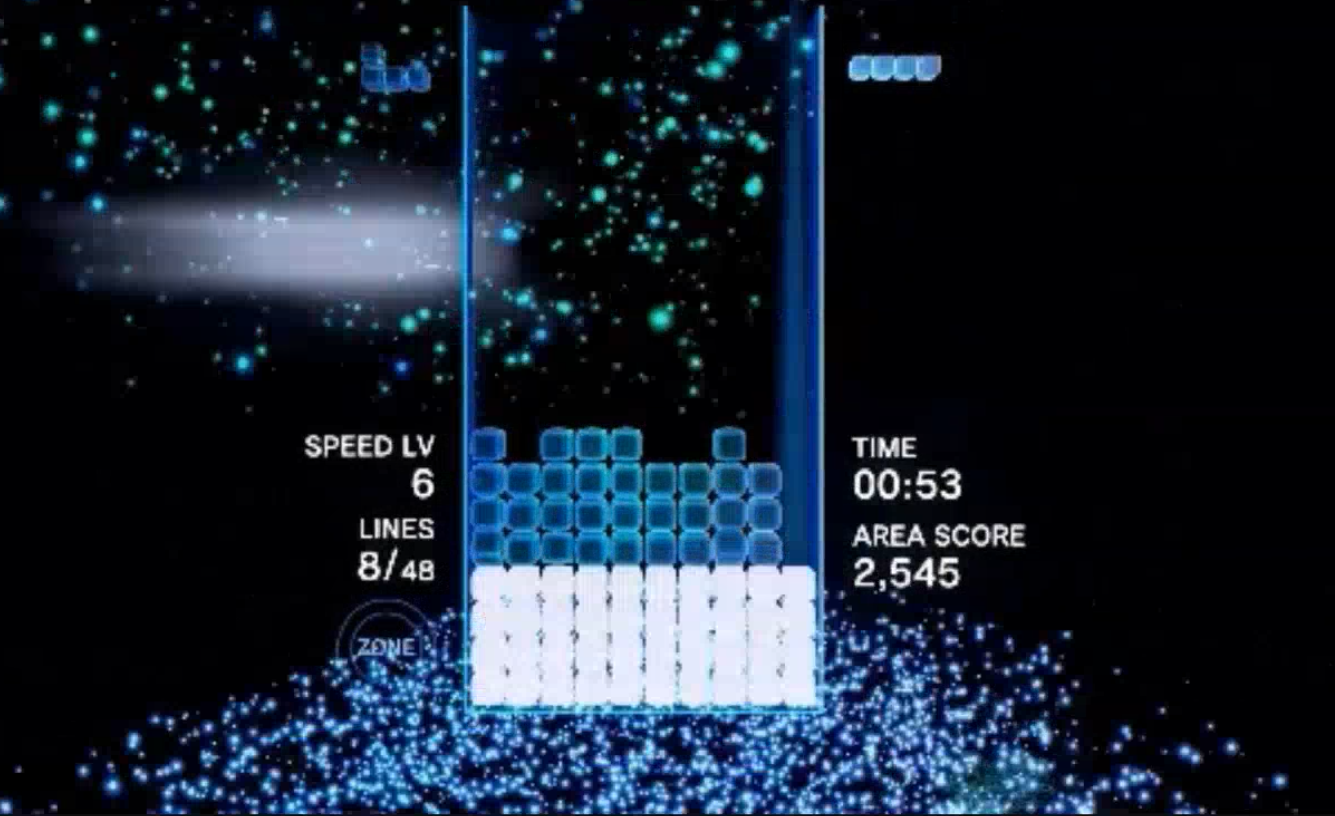 SPEED LV
6
LINES
8/48
ZONE
TIME
00:53
AREA SCORE
2,545